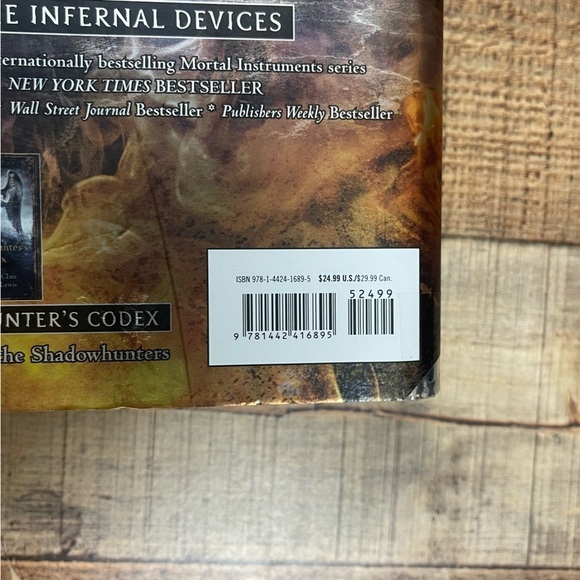 E INFERNAL DEVICES
ternationally bestselling Mortal Instruments series
NEW YORK TIMES BESTSELLER
* Wall Street Journal Bestseller * Publishers Weekly Bestseller
UNTER'S CODEX
the Shadowhunters
ISBN 978-1-4424-1689-5 $24.99 U.S./$29.99 Can.
52499
9 781442 416895